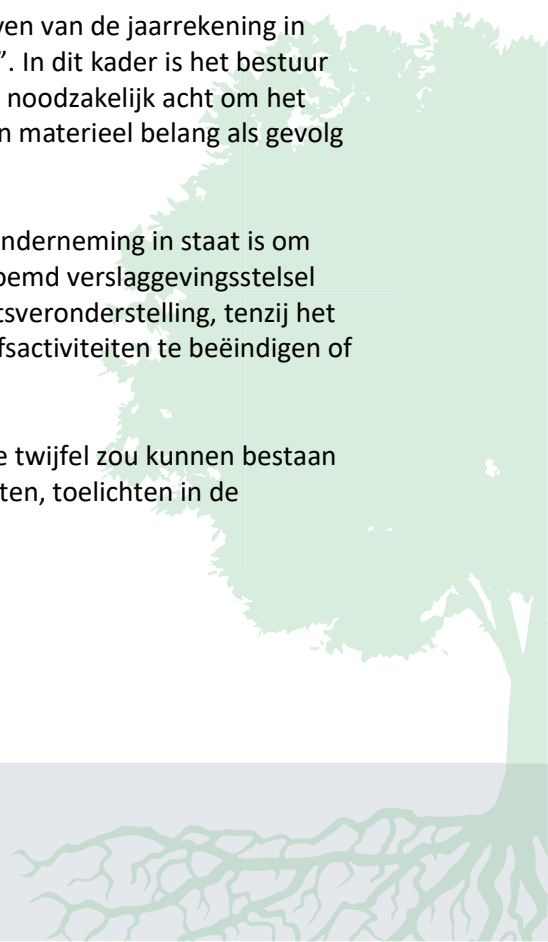 ven van de jaarrekening in
”. In dit kader is het bestuur
noodzakelijk acht om het
n materieel belang als gevolg
nderneming in staat is om
oemd verslaggevingsstelsel
tsveronderstelling, tenzij het
fsactiviteiten te beëindigen of
e twijfel zou kunnen bestaan
ten, toelichten in de